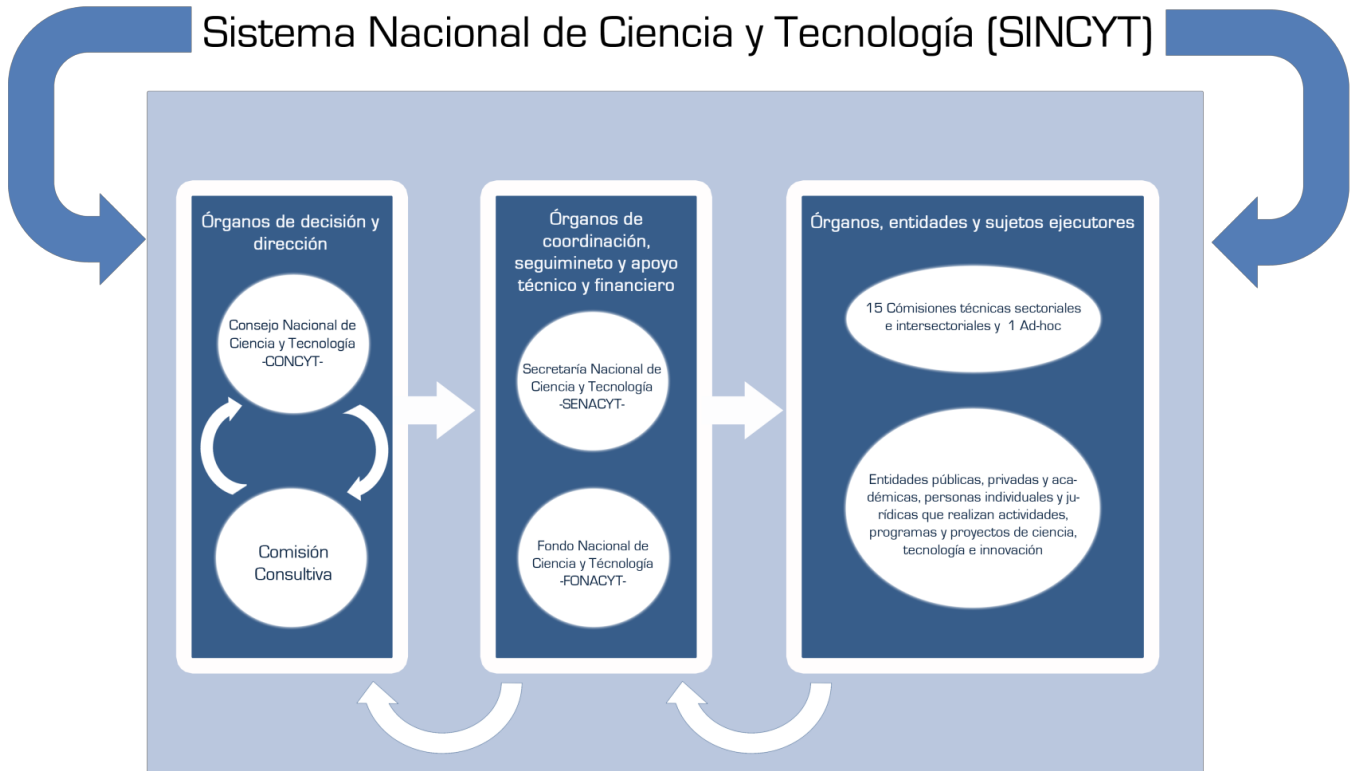 Sistema Nacional de Ciencia y Tecnología (SINCYT)
Órganos de decisión y
dirección
Consejo Nacional de
Ciencia y Tecnología
-CONCYT-
Comisión
Consultiva
Órganos de
coordinación,
seguimineto y apoyo
técnico y financiero
Secretaría Nacional de
Ciencia y Tecnología
-SENACYT-
Fondo Nacional de
Ciencia y Técnología
-FONACYT-
Órganos, entidades y sujetos ejecutores
15 Cómisiones técnicas sectoriales
e intersectoriales y 1 Ad-hoc
Entidades públicas, privadas y aca-
démicas, personas individuales y ju-
rídicas que realizan actividades,
programas y proyectos de ciencia,
tecnología e innovación